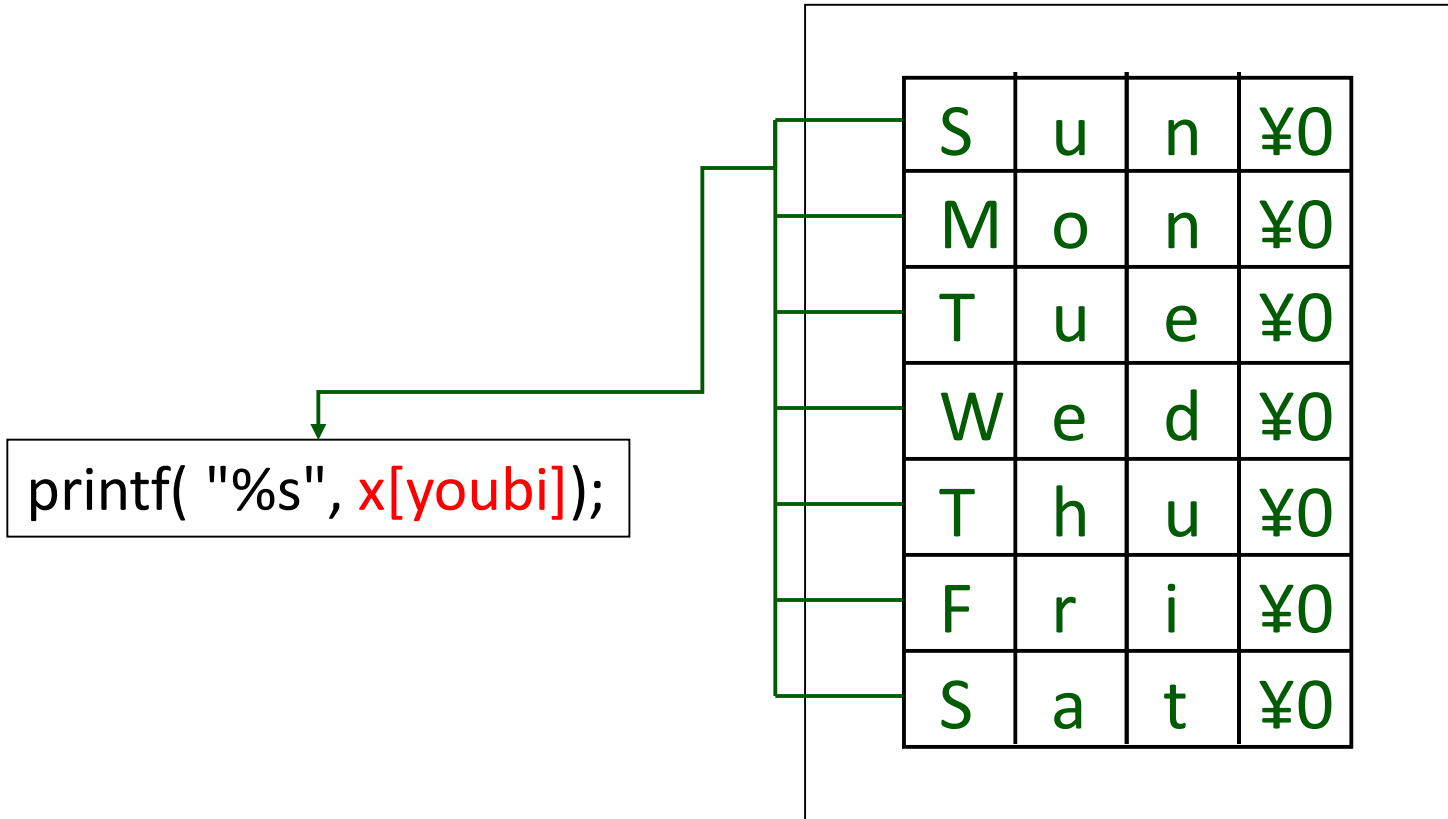 S u n ¥0
M o n ¥0
T u e ¥0
W e d ¥0
printf( "%s", x[youbi]);
T h u ¥0
F r i ¥0
S a t ¥0